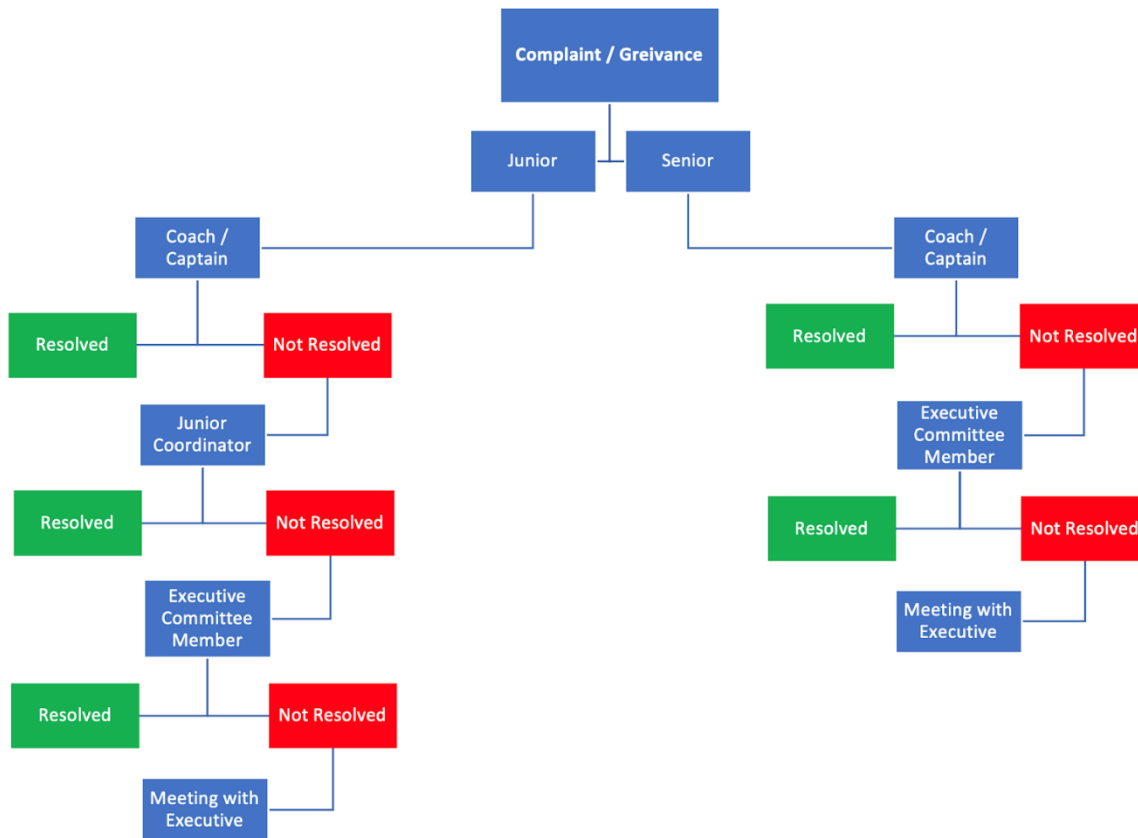 Complaint / Greivance
Junior
Senior
Coach /
Captain
Resolved
Not Resolved
Junior
Coordinator
Resolved
Not Resolved
Executive
Committee
Member
Resolved
Not Resolved
Meeting with
Executive
Coach /
Captain
Resolved
Not Resolved
Executive
Committee
Member
Resolved
Not Resolved
Meeting with
Executive